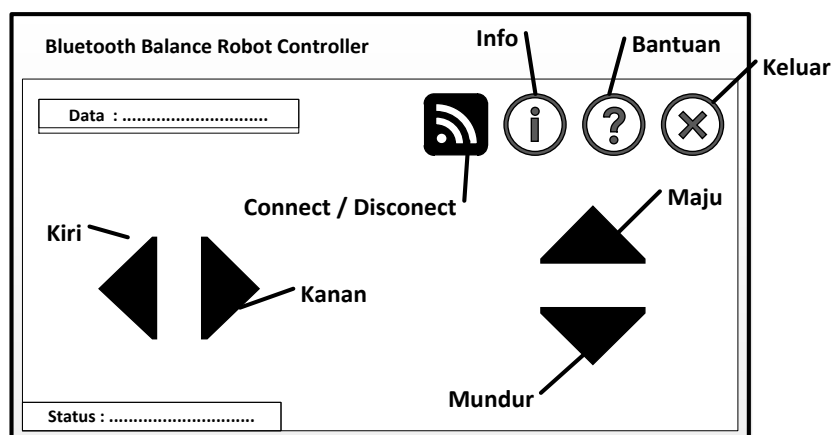 Bluetooth Balance Robot Controller
Info
Bantuan
Keluar
Data : ..............................
i
?
Connect / Disconect
Maju
Kiri
Kanan
Mundur
Status : ..............................